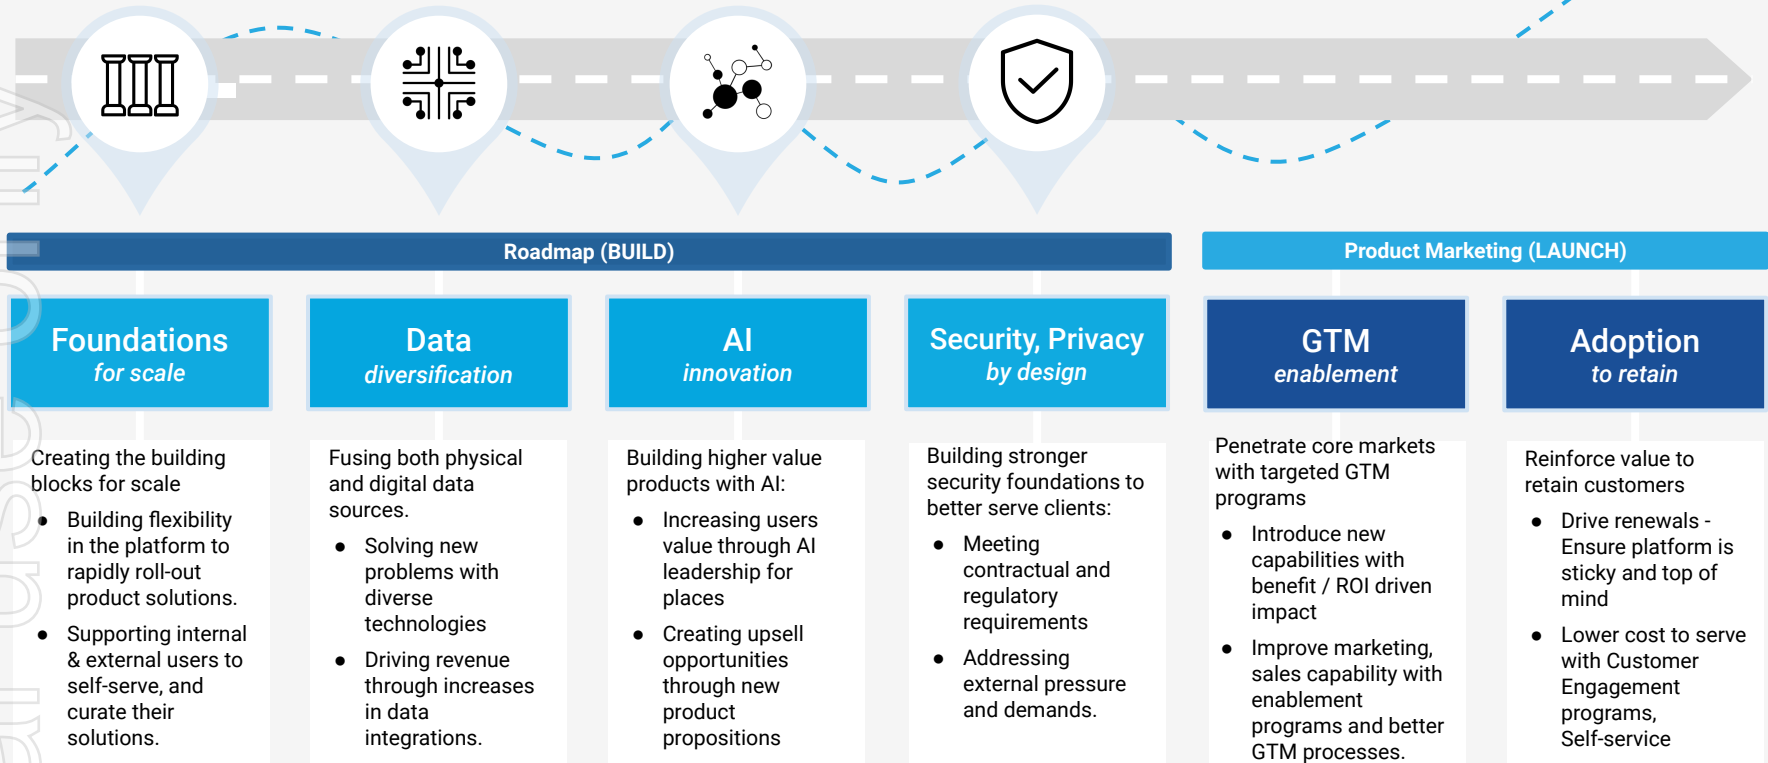 Roadmap (BUILD)
Product Marketing (LAUNCH)
Foundations
for scale
Data
diversification
AI
innovation
Security, Privacy
by design
GTM
enablement
Adoption
to retain
Creating the building
blocks for scale
● Building flexibility
in the platform to
rapidly roll-out
product solutions.
● Supporting internal
& external users to
self-serve, and
curate their
solutions.
Fusing both physical
and digital data
sources.
● Solving new
problems with
diverse
technologies
● Driving revenue
through increases
in data
integrations.
Building higher value
products with AI:
● Increasing users
value through AI
leadership for
places
● Creating upsell
opportunities
through new
product
propositions
Building stronger
security foundations to
better serve clients:
● Meeting
contractual and
regulatory
requirements
● Addressing
external pressure
and demands.
Penetrate core markets
with targeted GTM
programs
● Introduce new
capabilities with
benefit / ROI driven
impact
● Improve marketing,
sales capability with
enablement
programs and better
GTM processes.
Reinforce value to
retain customers
● Drive renewals -
Ensure platform is
sticky and top of
mind
● Lower cost to serve
with Customer
Engagement
programs,
Self-service